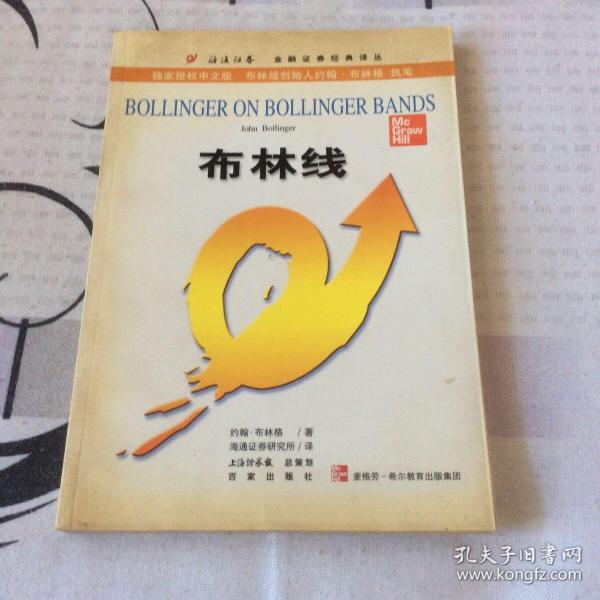 海通证券 金融证券经典译丛
独家授权中文版 布林线创始人约翰·布林格 执笔
BOLLINGER ON BOLLINGER BANDS
John Bollinger
Mc
Graw
Hill
布林线
约翰·布林格 / 著
海通证券研究所 / 译
上海证券报 总策划
百家出版社
Mc
Graw
Hill
麦格劳-希尔教育出版集团
孔夫子旧书网
www.kongfz.com